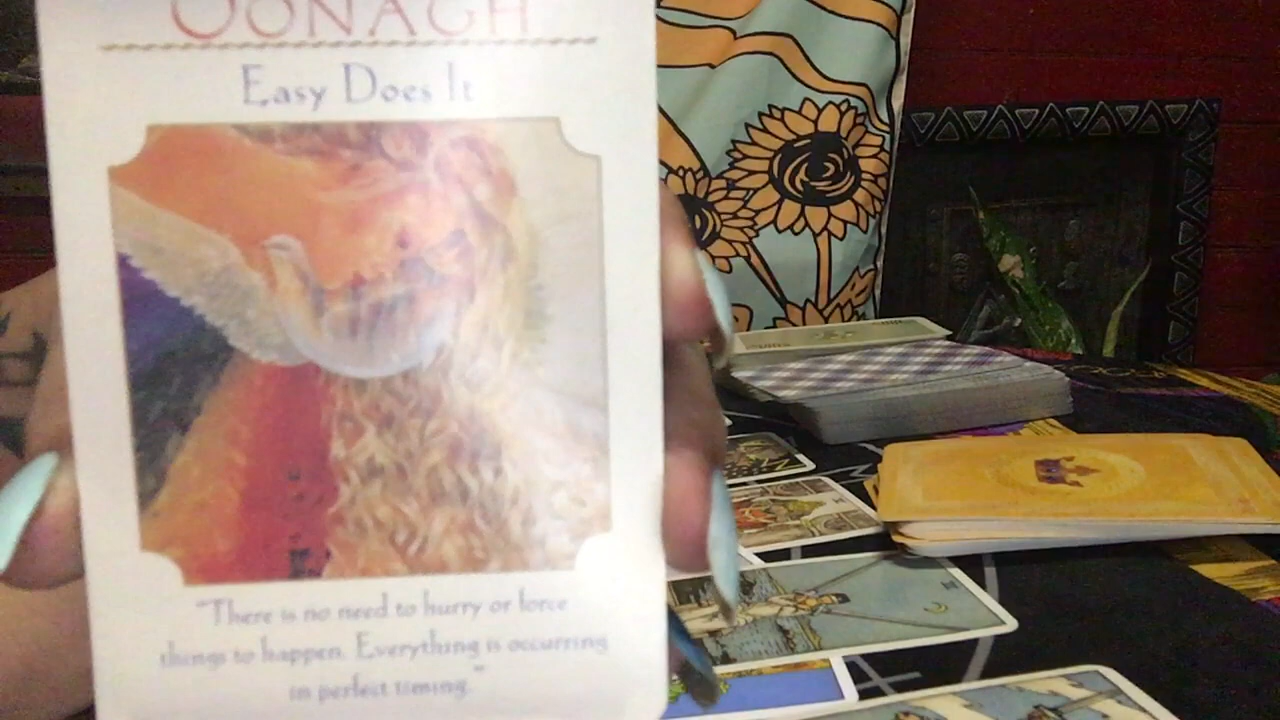 OONAGH
Easy Does It
"There is no need to hurry or force
things to happen. Everything is occurring
in perfect timing."